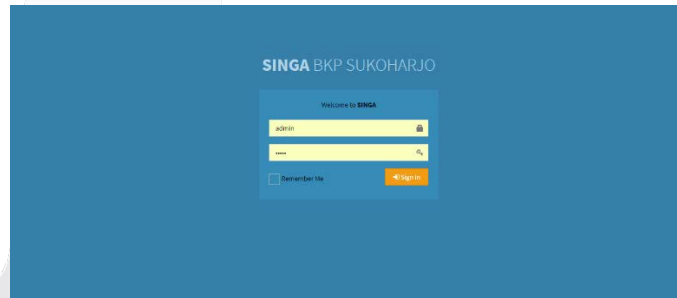 SINGA BKP SUKOHARJO
Welcome to SINGA
admin
•••••
Remember Me
Sign In